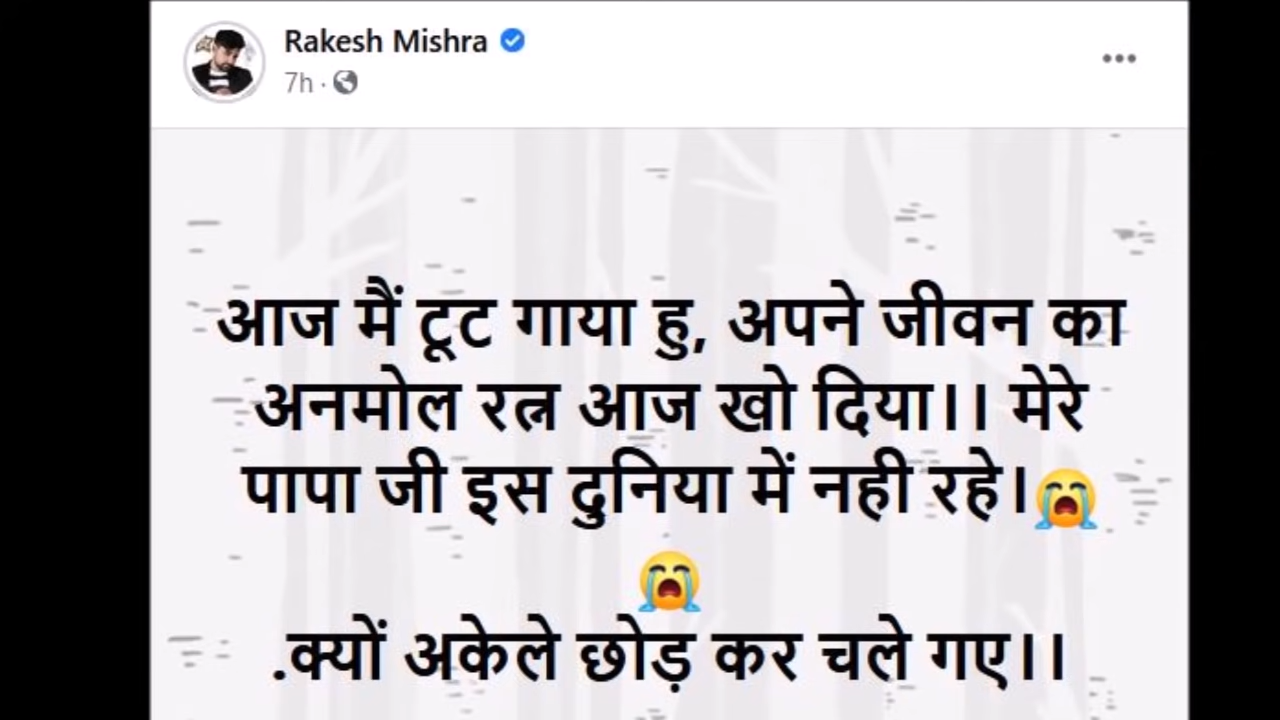 Rakesh Mishra
7h ·
आज मैं टूट गाया हु, अपने जीवन का
अनमोल रत्न आज खो दिया।। मेरे
पापा जी इस दुनिया में नही रहे।😭
😭
.क्यों अकेले छोड़ कर चले गए।।